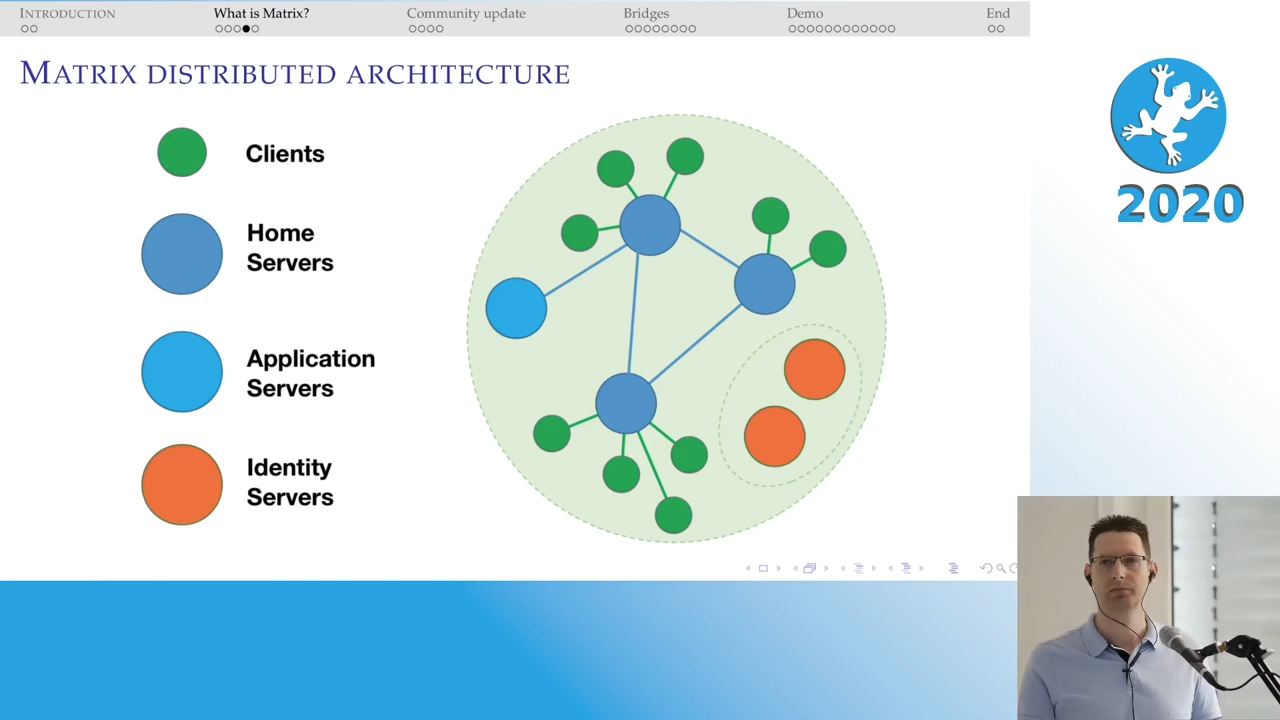 INTRODUCTION
What is Matrix?
Community update
Bridges
Demo
End
MATRIX DISTRIBUTED ARCHITECTURE
Clients
Home
Servers
Application
Servers
Identity
Servers
2020